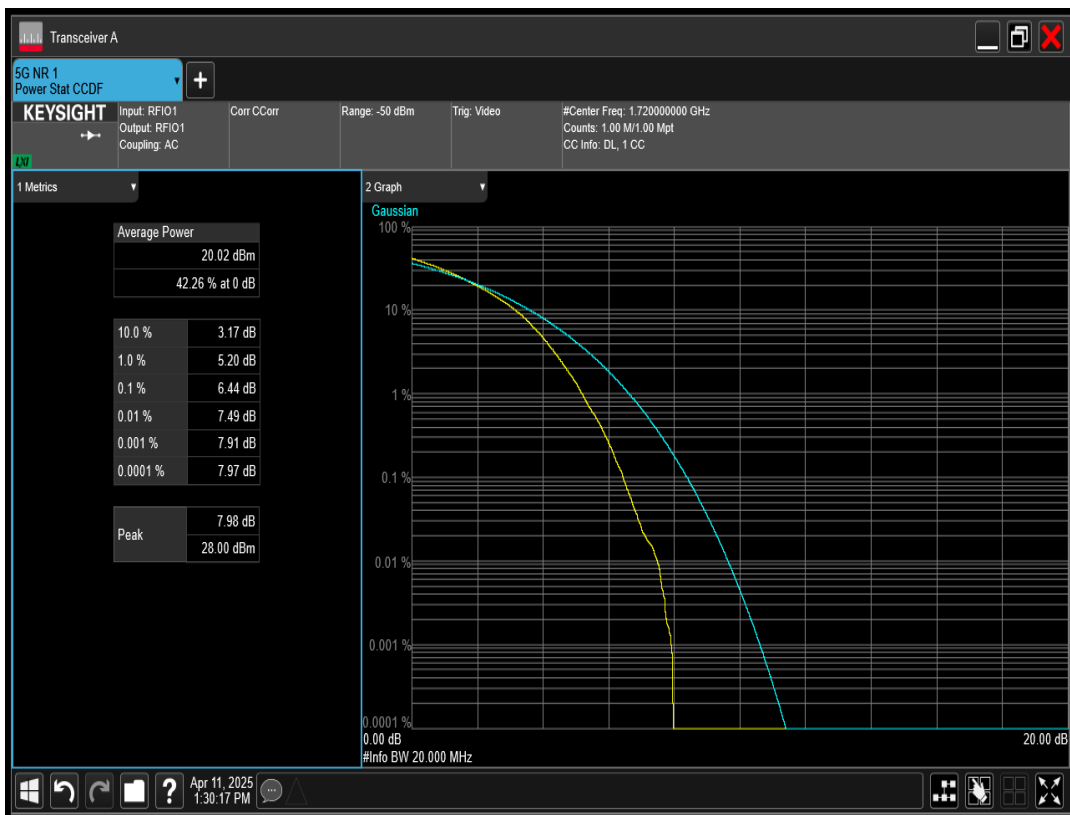 Transceiver A
5G NR 1
Power Stat CCDF
+
KEYSIGHT
LXI
Input: RFIO1
Output: RFIO1
Coupling: AC
Corr CCorr
Range: -50 dBm
Trig: Video
#Center Freq: 1.720000000 GHz
Counts: 1.00 M/1.00 Mpt
CC Info: DL, 1 CC
1 Metrics
Average Power
20.02 dBm
42.26 % at 0 dB
10.0 % 3.17 dB
1.0 % 5.20 dB
0.1 % 6.44 dB
0.01 % 7.49 dB
0.001 % 7.91 dB
0.0001 % 7.97 dB
Peak
7.98 dB
28.00 dBm
2 Graph
Gaussian
100 %
10 %
1 %
0.1 %
0.01 %
0.001 %
0.0001 %
0.00 dB 20.00 dB
#Info BW 20.000 MHz
?
Apr 11, 2025
1:30:17 PM